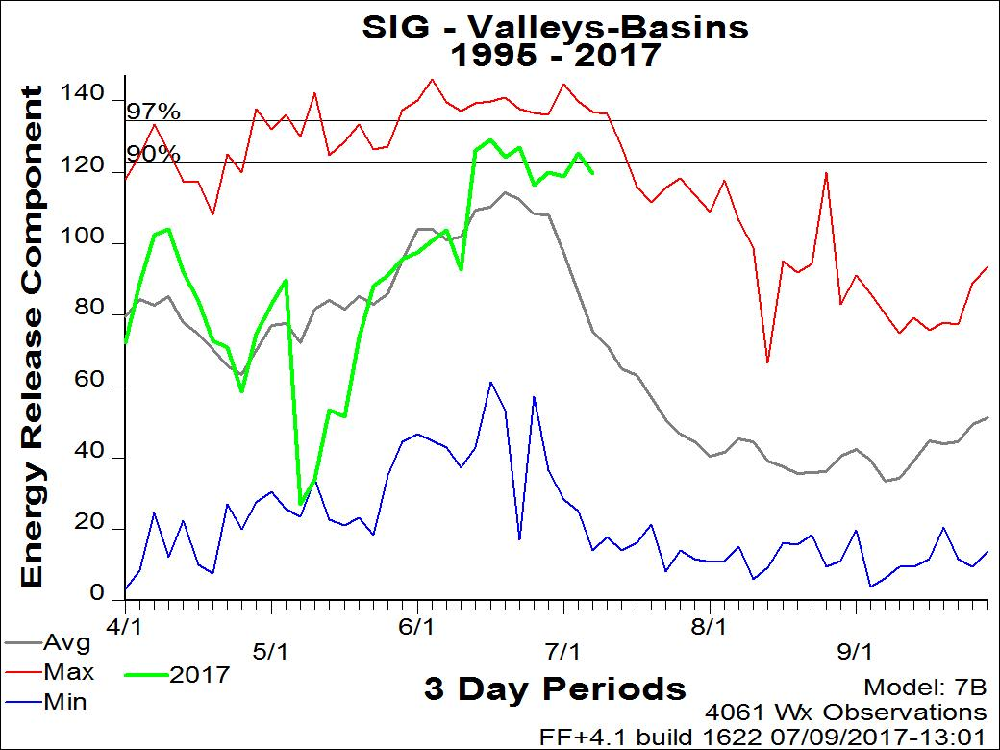 SIG - Valleys-Basins
1995 - 2017
Energy Release Component
140
97%
90%
120
100
80
60
40
20
0
4/1
5/1
6/1
7/1
8/1
9/1
Avg
Max
Min
2017
3 Day Periods
Model: 7B
4061 Wx Observations
FF+4.1 build 1622 07/09/2017-13:01